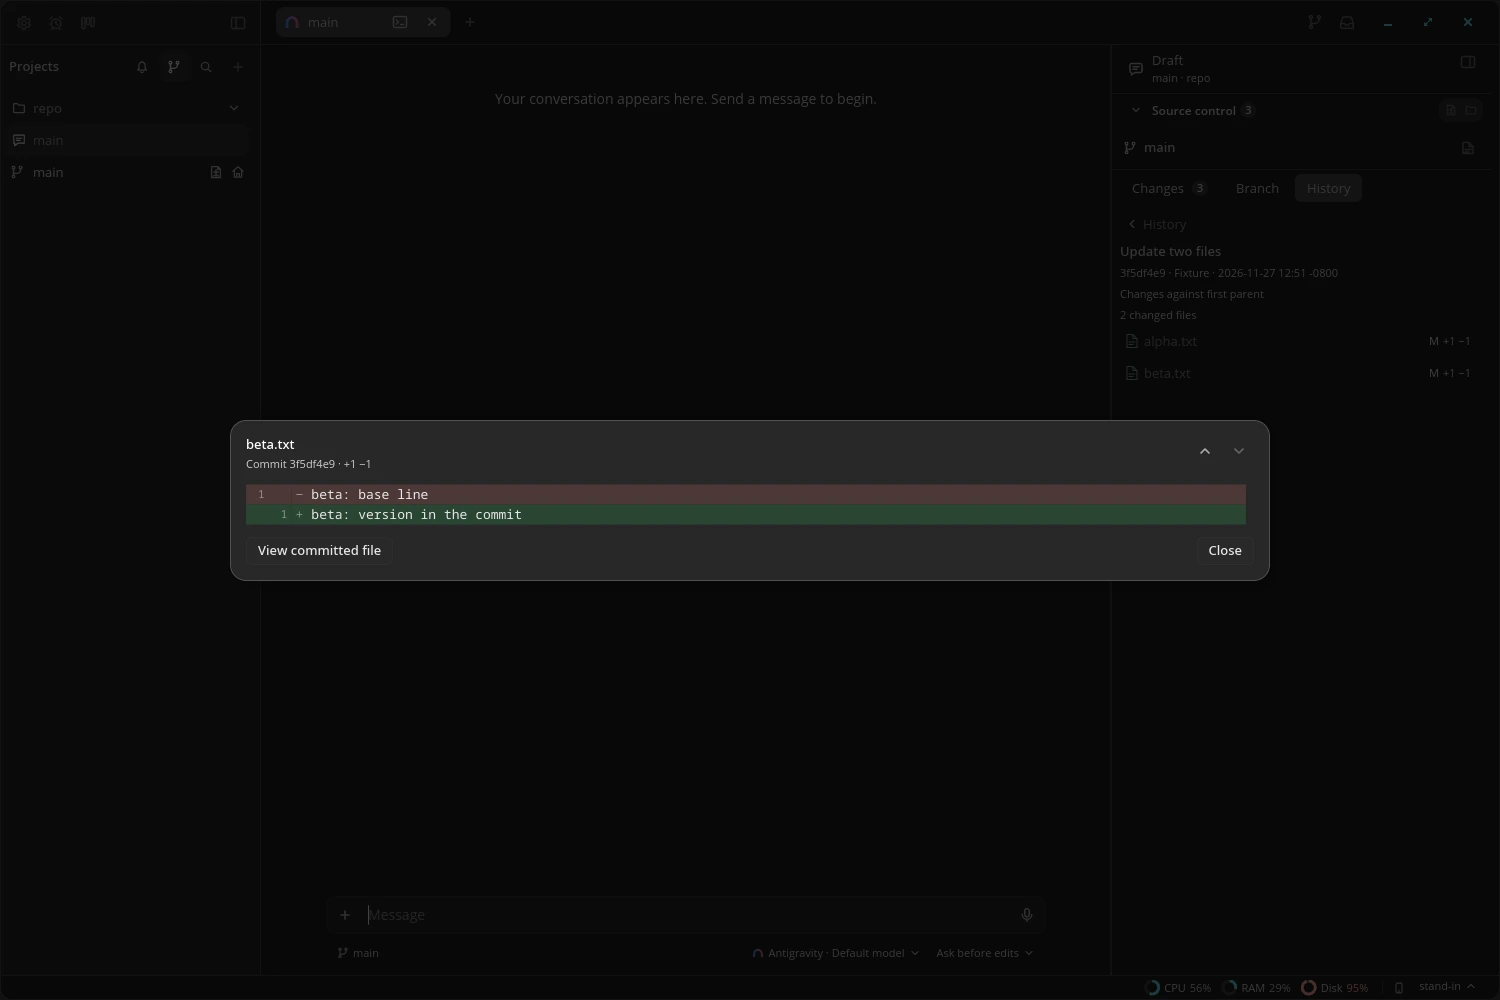 main
Projects
repo
main
main
Your conversation appears here. Send a message to begin.
Draft
main · repo
Source control 3
main
Changes 3 Branch History
History
Update two files
3f5df4e9 · Fixture · 2026-11-27 12:51 -0800
Changes against first parent
2 changed files
alpha.txt M +1 −1
beta.txt M +1 −1
beta.txt
Commit 3f5df4e9 · +1 −1
1 − beta: base line
1 + beta: version in the commit
View committed file Close
Message
main Antigravity · Default model Ask before edits
CPU 56% RAM 29% Disk 95% stand-in